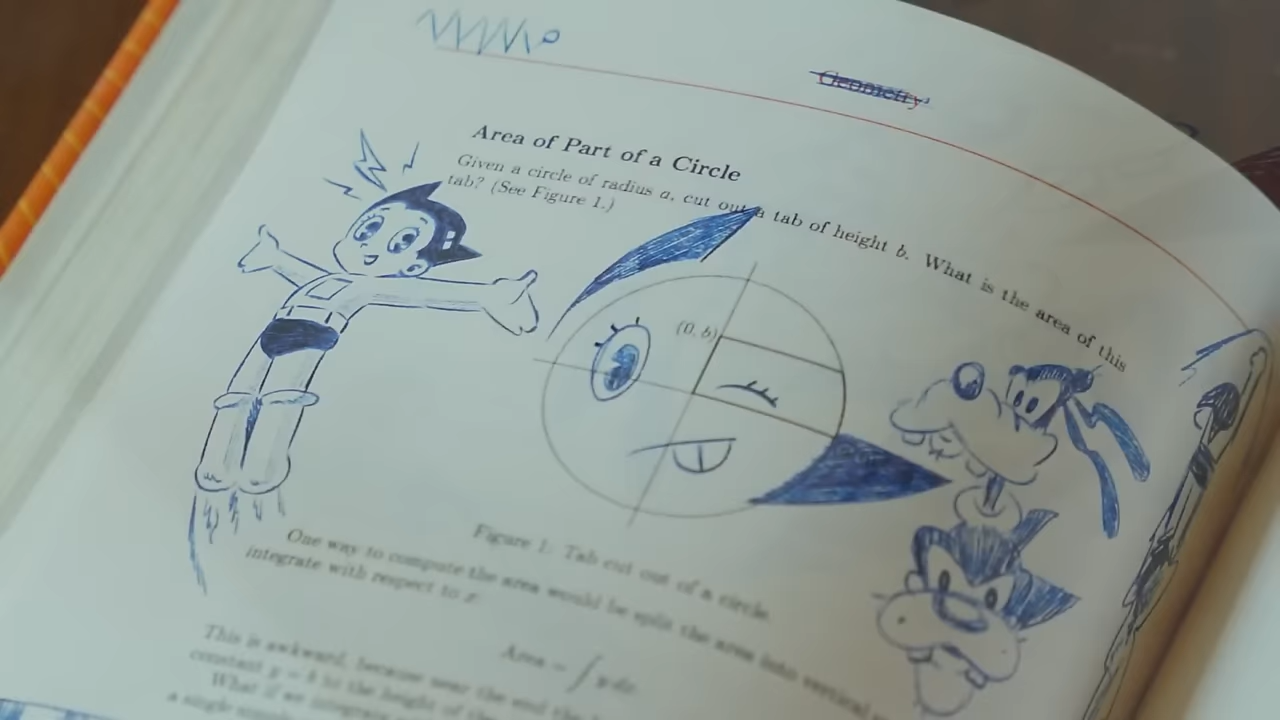 Geometry
Area of Part of a Circle
Given a circle of radius a, cut out a tab of height b. What is the area of this
tab? (See Figure 1.)
(0, b)
Figure 1: Tab cut out of a circle.
One way to compute the area would be split the area into vertical
integrate with respect to x:
Area = ∫ y dx.
This is awkward, because near the end the
constant y = b to the height of the
What if we integrate
a single